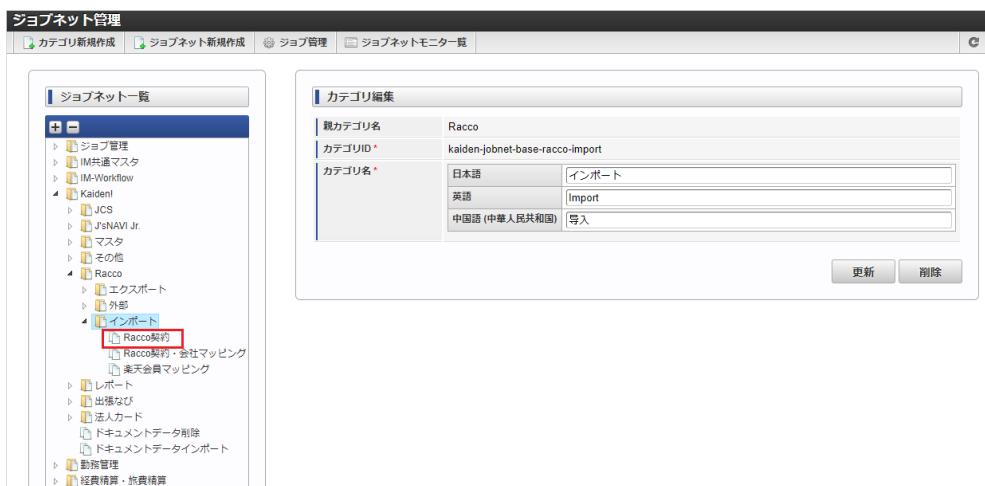 ジョブネット管理
カテゴリ新規作成 ジョブネット新規作成 ジョブ管理 ジョブネットモニター覧
ジョブネット一覧
ジョブ管理
IM共通マスタ
IM-Workflow
Kaiden!
JCS
J'sNAVI Jr.
マスタ
その他
Racco
エクスポート
外部
インポート
Racco契約
Racco契約・会社マッピング
楽天会員マッピング
レポート
出張なび
法人カード
ドキュメントデータ削除
ドキュメントデータインポート
勤務管理
経費精算・旅費精算
カテゴリ編集
親カテゴリ名 Racco
カテゴリID * kaiden-jobnet-base-racco-import
カテゴリ名 *
日本語 インポート
英語 Import
中国語 (中華人民共和国) 导入
更新 削除